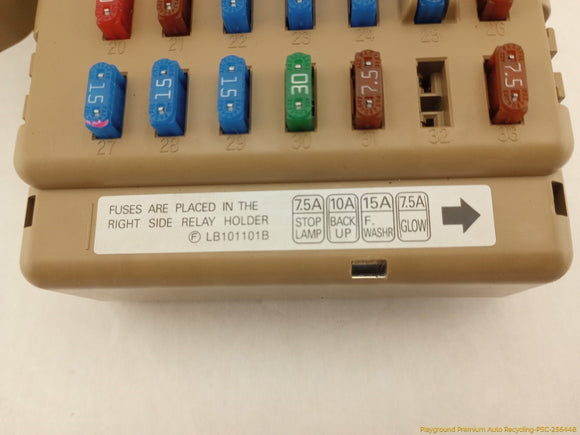 20 21 22 23 24 25 26
15 15 15 30 7.5 7.5
27 28 29 30 31 32 33
FUSES ARE PLACED IN THE
RIGHT SIDE RELAY HOLDER
Ⓕ LB101101B
7.5A 10A 15A 7.5A
STOP BACK F. GLOW
LAMP UP WASHR
Playground Premium Auto Recycling-PSC-256448